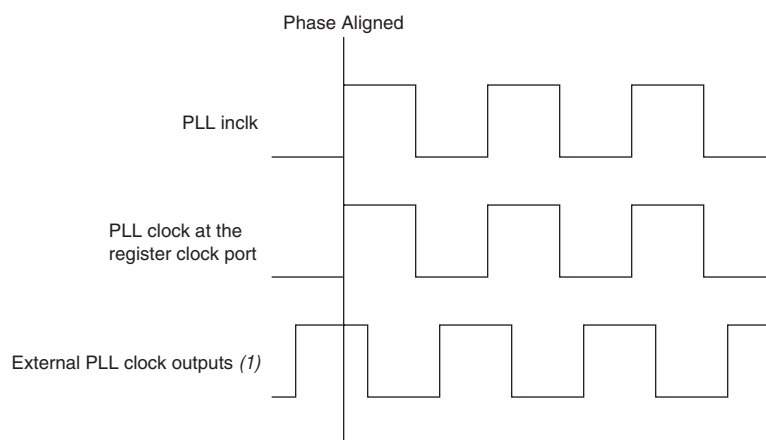 Phase Aligned
PLL inclk
PLL clock at the
register clock port
External PLL clock outputs (1)